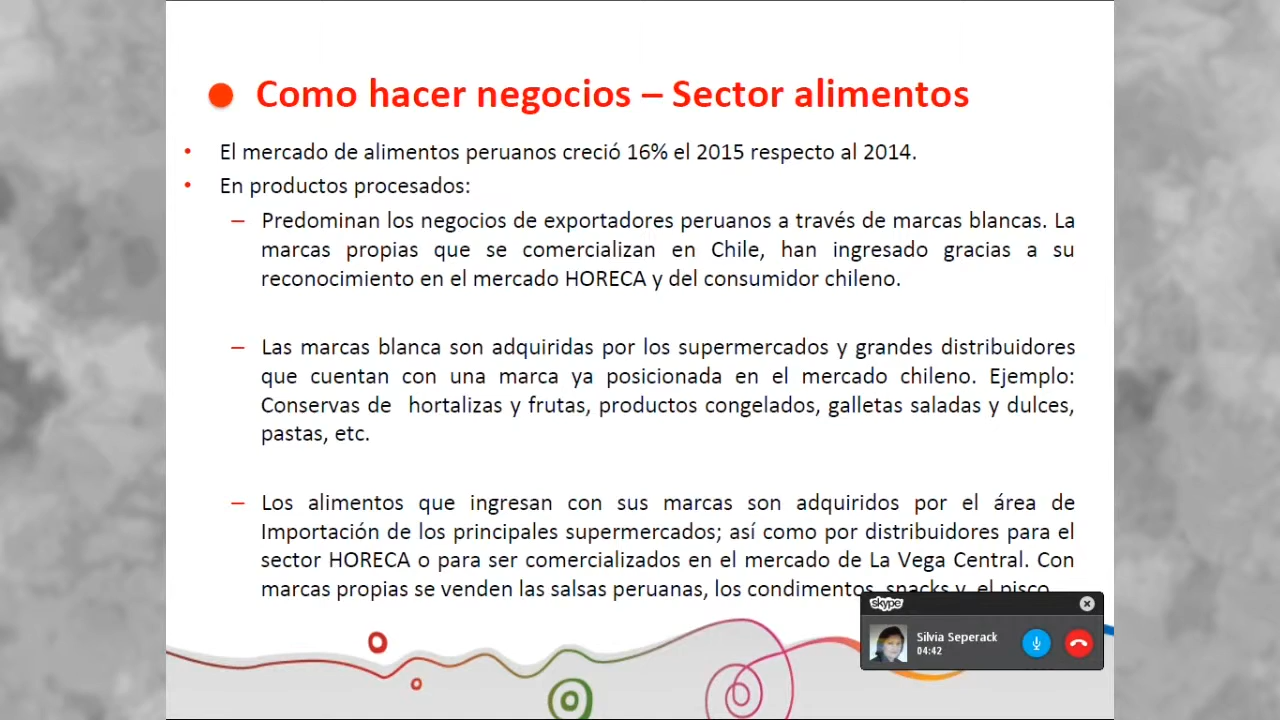 Como hacer negocios – Sector alimentos
• El mercado de alimentos peruanos creció 16% el 2015 respecto al 2014.
• En productos procesados:
– Predominan los negocios de exportadores peruanos a través de marcas blancas. La
marcas propias que se comercializan en Chile, han ingresado gracias a su
reconocimiento en el mercado HORECA y del consumidor chileno.
– Las marcas blanca son adquiridas por los supermercados y grandes distribuidores
que cuentan con una marca ya posicionada en el mercado chileno. Ejemplo:
Conservas de hortalizas y frutas, productos congelados, galletas saladas y dulces,
pastas, etc.
– Los alimentos que ingresan con sus marcas son adquiridos por el área de
Importación de los principales supermercados; así como por distribuidores para el
sector HORECA o para ser comercializados en el mercado de La Vega Central. Con
marcas propias se venden las salsas peruanas, los condimentos, snacks y el pisco
skype
Silvia Seperack
04:42